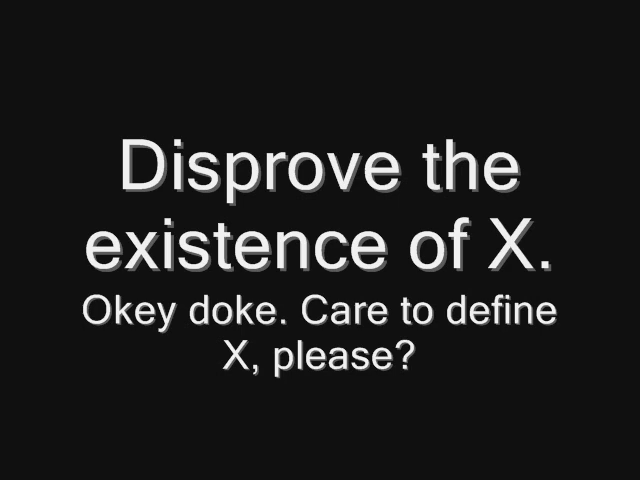 Disprove the
existence of X.
Okey doke. Care to define
X, please?